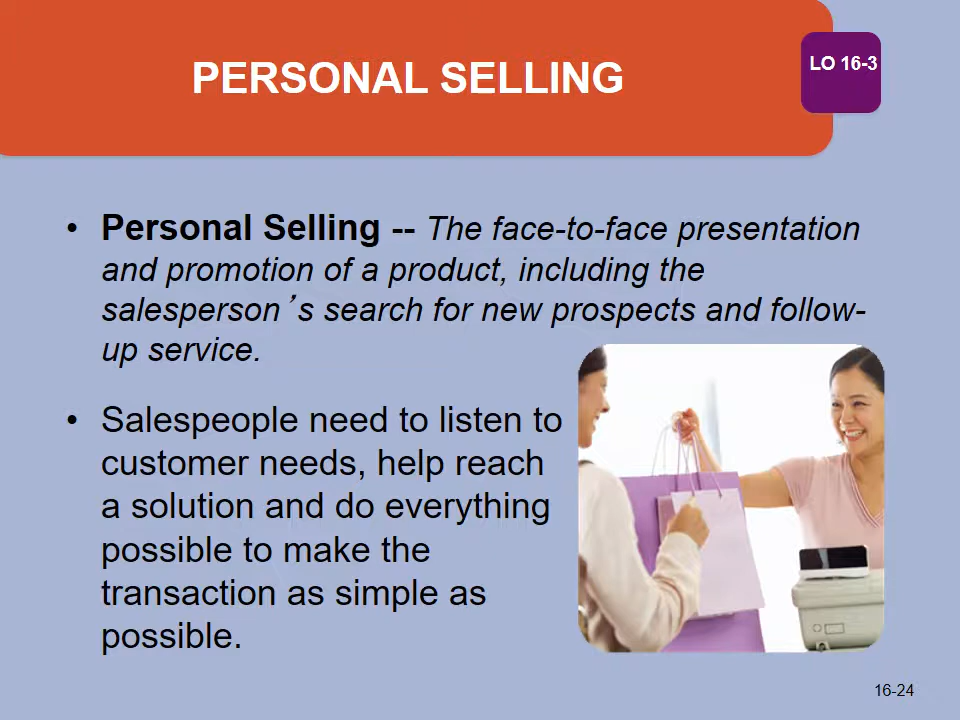 PERSONAL SELLING
LO 16-3
• Personal Selling -- The face-to-face presentation
and promotion of a product, including the
salesperson’s search for new prospects and follow-
up service.
• Salespeople need to listen to
customer needs, help reach
a solution and do everything
possible to make the
transaction as simple as
possible.
16-24